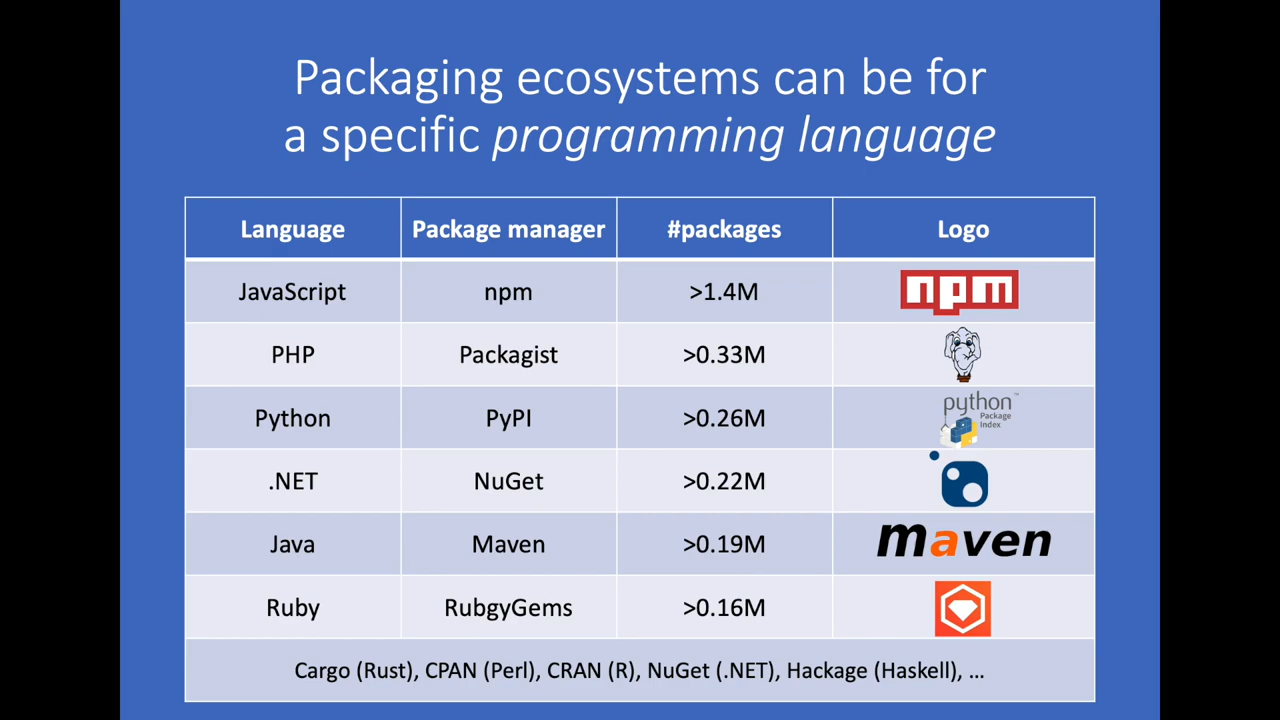 Packaging ecosystems can be for
a specific programming language
Language Package manager #packages Logo
JavaScript npm >1.4M npm
PHP Packagist >0.33M
Python PyPI >0.26M python™ Package Index
.NET NuGet >0.22M
Java Maven >0.19M maven
Ruby RubgyGems >0.16M
Cargo (Rust), CPAN (Perl), CRAN (R), NuGet (.NET), Hackage (Haskell), …